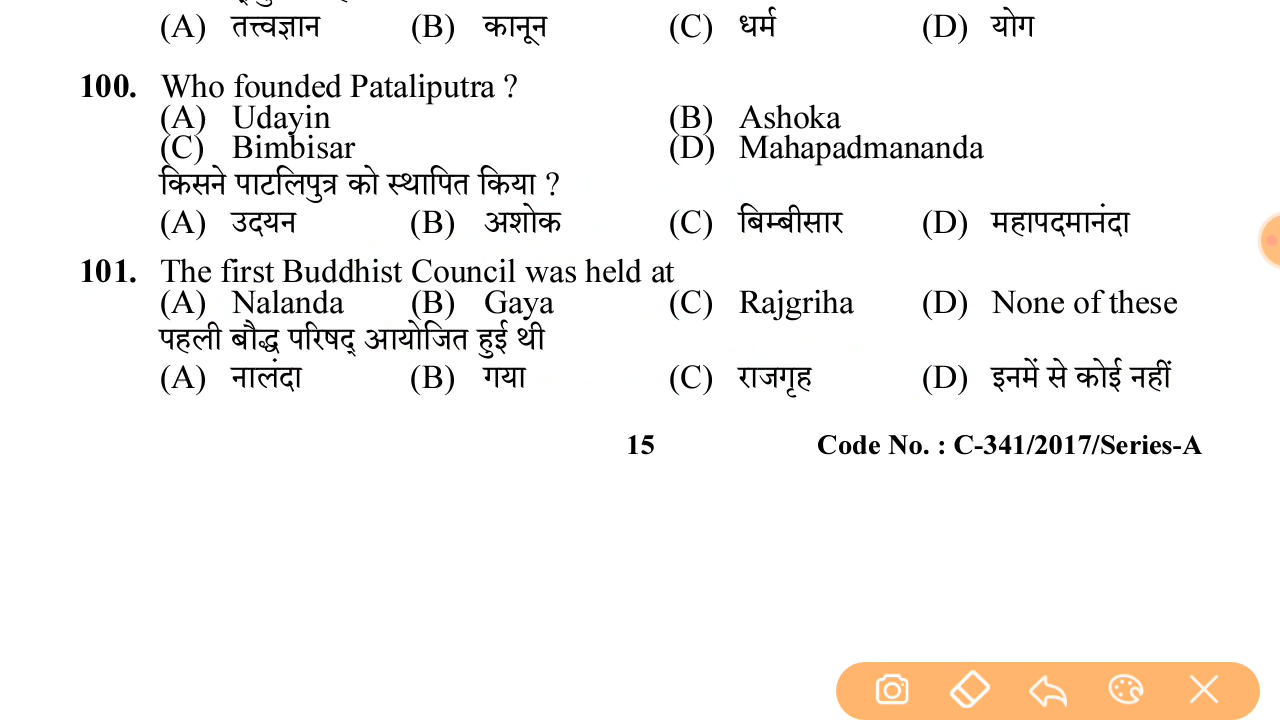 (A) तत्त्वज्ञान (B) कानून (C) धर्म (D) योग
100. Who founded Pataliputra ?
(A) Udayin (B) Ashoka
(C) Bimbisar (D) Mahapadmananda
किसने पाटलिपुत्र को स्थापित किया ?
(A) उदयन (B) अशोक (C) बिम्बीसार (D) महापदमानंदा
101. The first Buddhist Council was held at
(A) Nalanda (B) Gaya (C) Rajgriha (D) None of these
पहली बौद्ध परिषद् आयोजित हुई थी
(A) नालंदा (B) गया (C) राजगृह (D) इनमें से कोई नहीं
15 Code No. : C-341/2017/Series-A